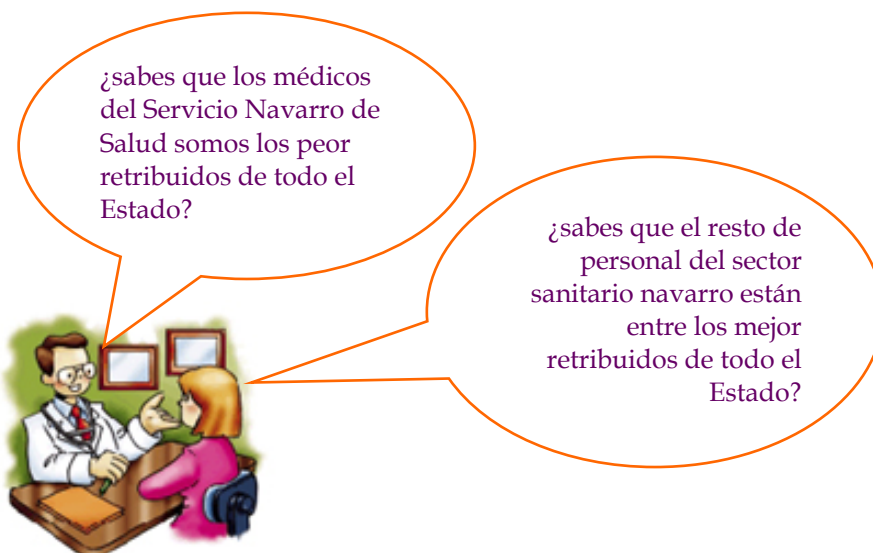 ¿sabes que los médicos
del Servicio Navarro de
Salud somos los peor
retribuidos de todo el
Estado?
¿sabes que el resto de
personal del sector
sanitario navarro están
entre los mejor
retribuidos de todo el
Estado?